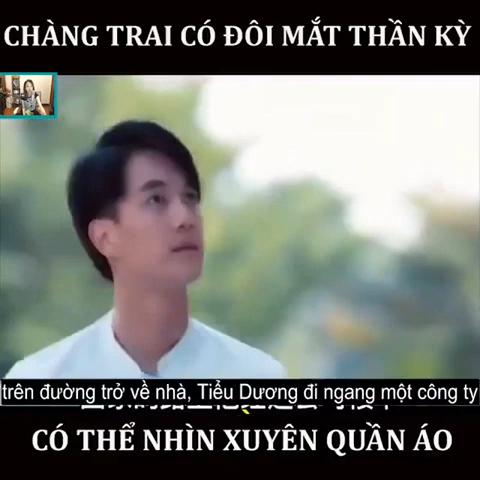 CHÀNG TRAI CÓ ĐÔI MẮT THẦN KỲ
trên đường trở về nhà, Tiểu Dương đi ngang một công ty
CÓ THỂ NHÌN XUYÊN QUẦN ÁO